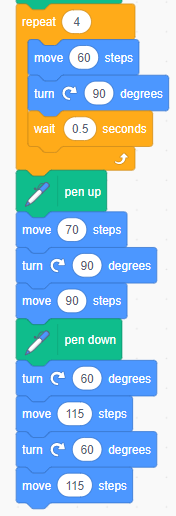 repeat 4
move 60 steps
turn 90 degrees
wait 0.5 seconds
pen up
move 70 steps
turn 90 degrees
move 90 steps
pen down
turn 60 degrees
move 115 steps
turn 60 degrees
move 115 steps